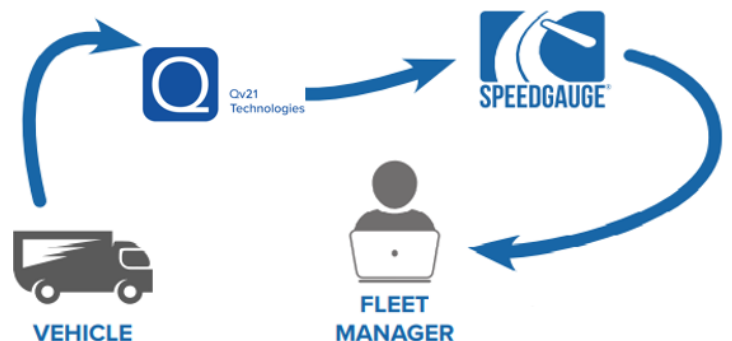 Q
Qv21
Technologies
SPEEDGAUGE®
FLEET
MANAGER
VEHICLE